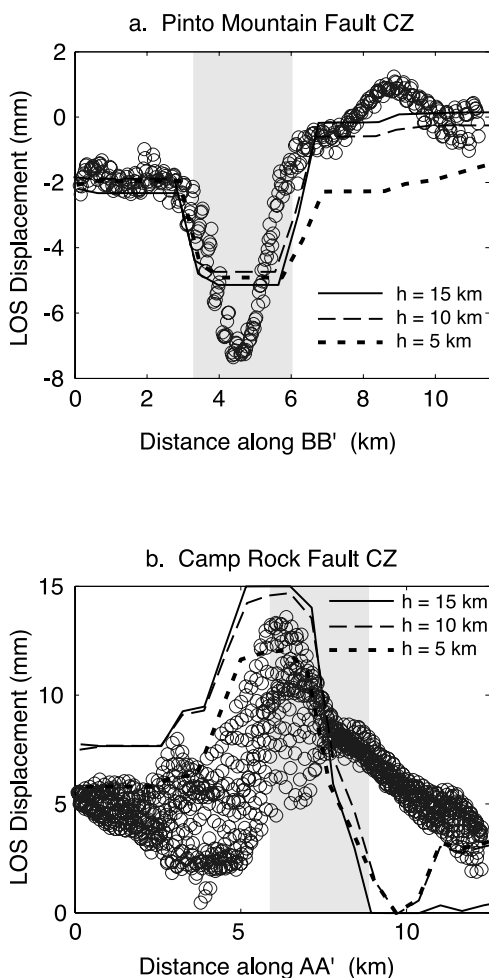 a. Pinto Mountain Fault CZ
2
0
-2
-4
-6
-8
LOS Displacement (mm)
h = 15 km
h = 10 km
h = 5 km
0 2 4 6 8 10
Distance along BB' (km)
b. Camp Rock Fault CZ
15
10
5
0
LOS Displacement (mm)
h = 15 km
h = 10 km
h = 5 km
0 5 10
Distance along AA' (km)